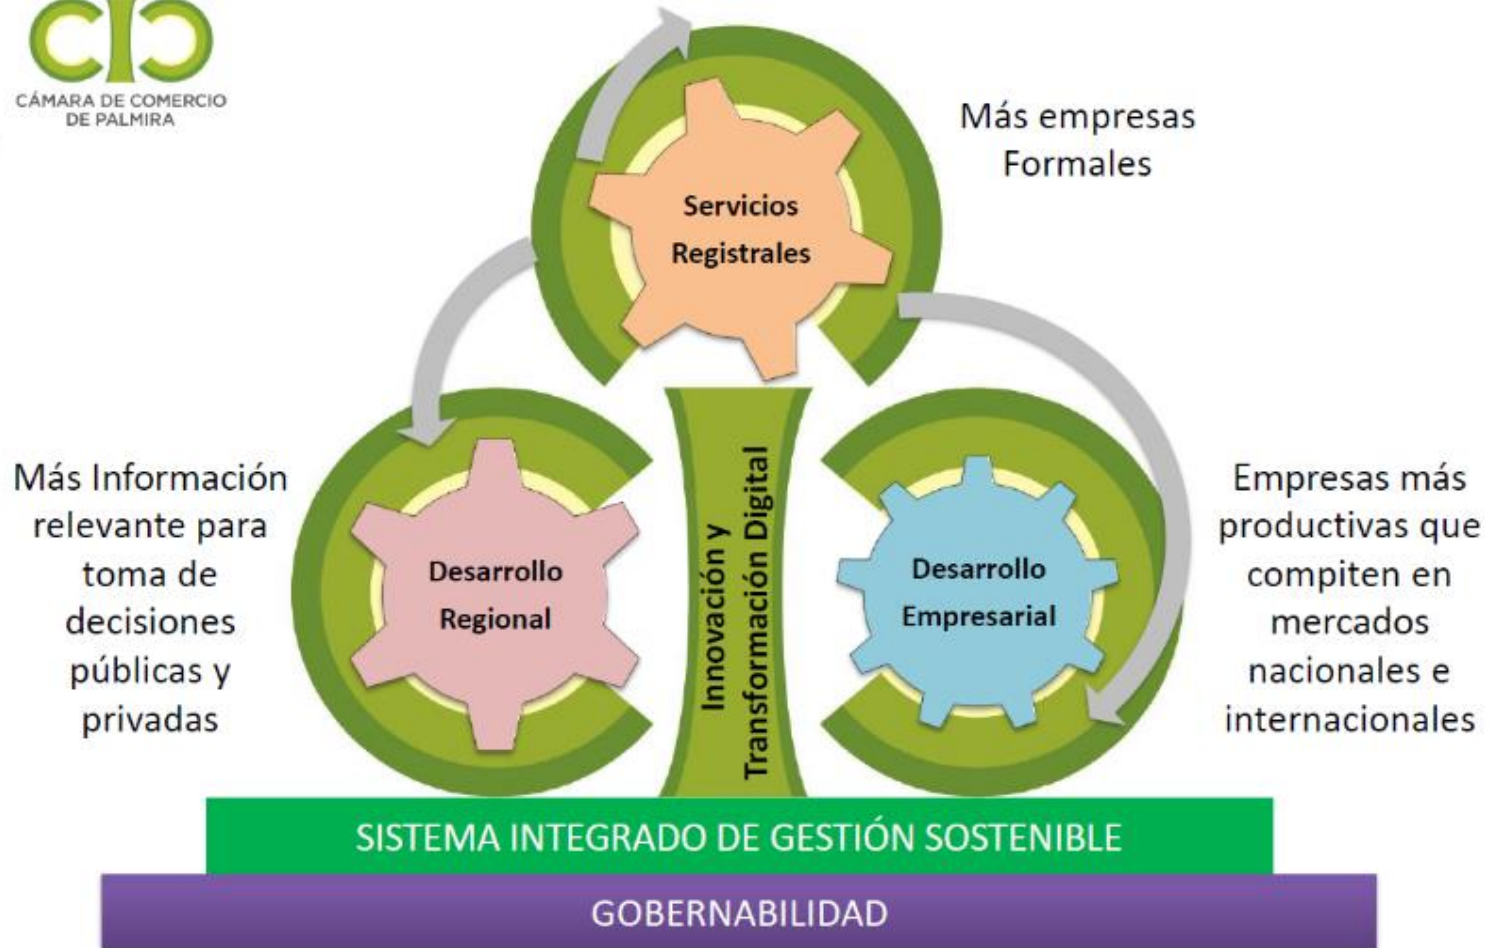 CÁMARA DE COMERCIO
DE PALMIRA
Más empresas
Formales
Servicios
Registrales
Más Información
relevante para
toma de
decisiones
públicas y
privadas
Desarrollo
Regional
Innovación y
Transformación Digital
Desarrollo
Empresarial
Empresas más
productivas que
compiten en
mercados
nacionales e
internacionales
SISTEMA INTEGRADO DE GESTIÓN SOSTENIBLE
GOBERNABILIDAD